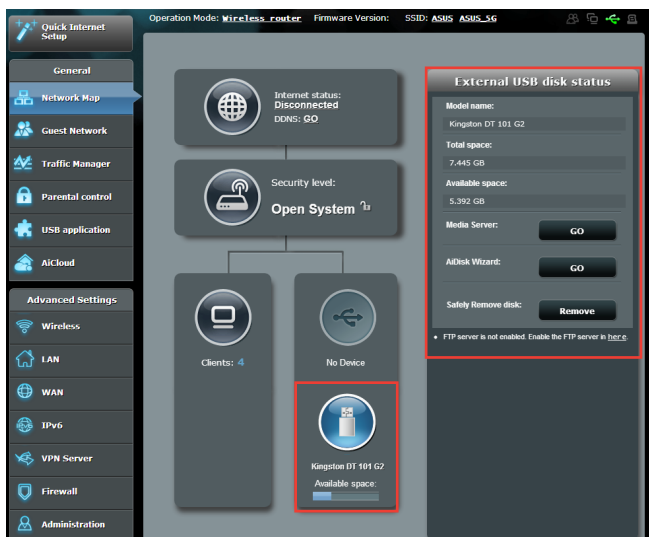 Operation Mode: Wireless router Firmware Version: SSID: ASUS ASUS_5G
Quick Internet
Setup
General
Network Map
Guest Network
Traffic Manager
Parental control
USB application
AiCloud
Advanced Settings
Wireless
LAN
WAN
IPv6
VPN Server
Firewall
Administration
Internet status:
Disconnected
DDNS: GO
Security level:
Open System
Clients: 4
No Device
Kingston DT 101 G2
Available space:
External USB disk status
Model name:
Kingston DT 101 G2
Total space:
7.445 GB
Available space:
5.392 GB
Media Server: GO
AiDisk Wizard: GO
Safely Remove disk: Remove
• FTP server is not enabled. Enable the FTP server in here.